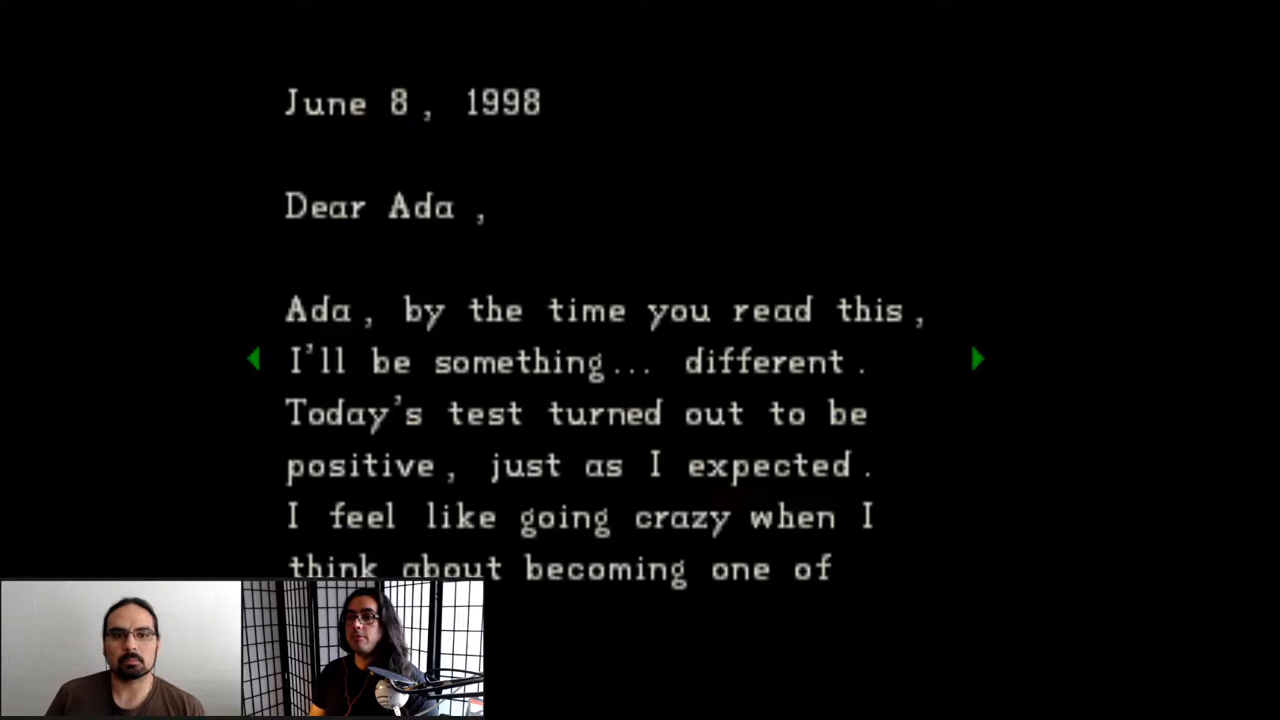 June 8, 1998
Dear Ada,
Ada, by the time you read this,
I'll be something... different.
Today's test turned out to be
positive, just as I expected.
I feel like going crazy when I
think about becoming one of